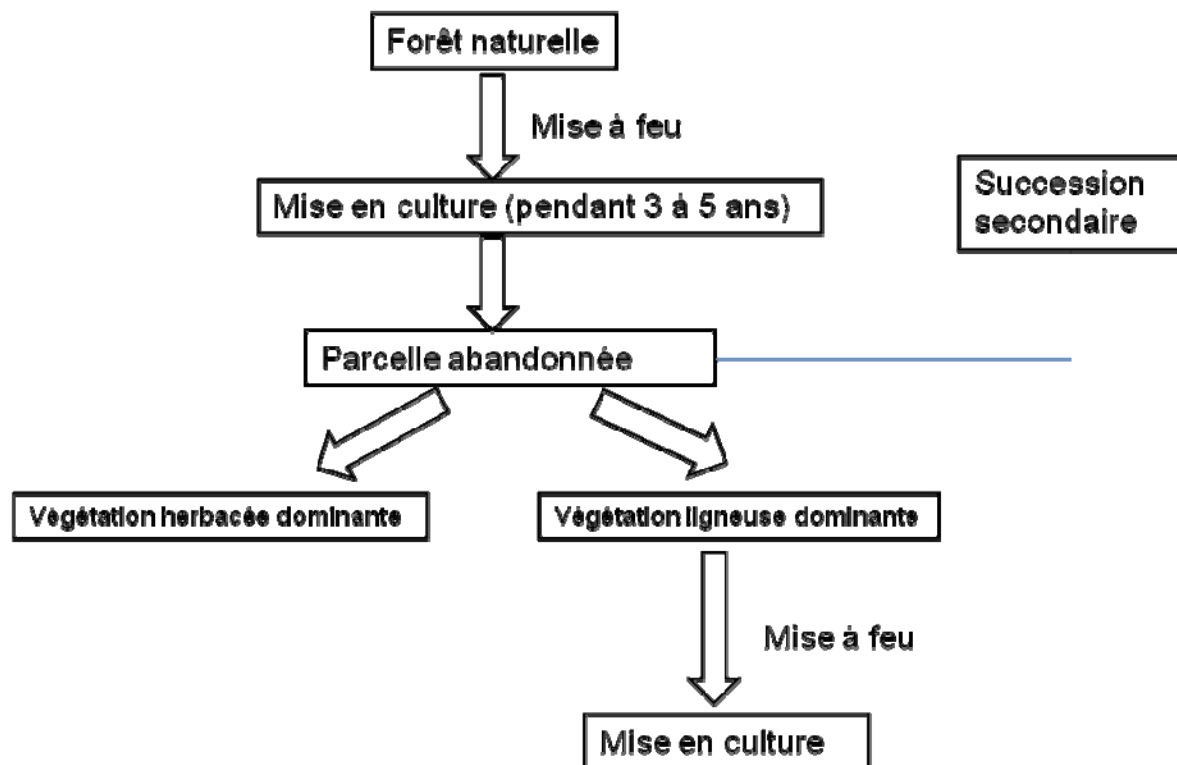 Forêt naturelle
Mise à feu
Mise en culture (pendant 3 à 5 ans)
Succession
secondaire
Parcelle abandonnée
Végétation herbacée dominante
Végétation ligneuse dominante
Mise à feu
Mise en culture